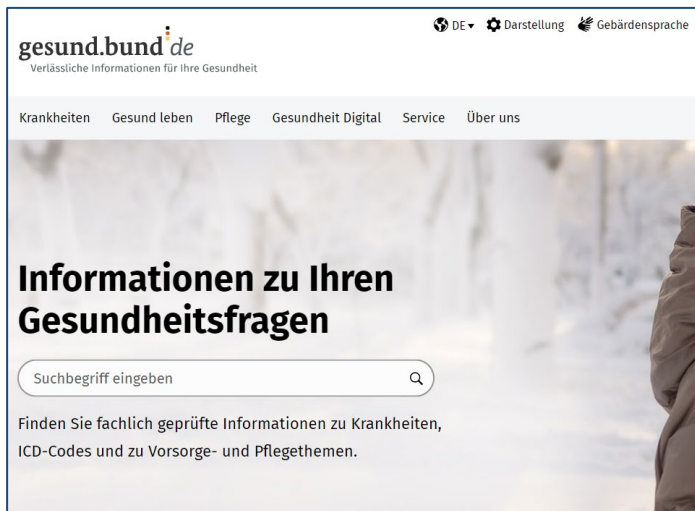 DE Darstellung Gebärdensprache
gesund.bund.de
Verlässliche Informationen für Ihre Gesundheit
Krankheiten Gesund leben Pflege Gesundheit Digital Service Über uns
Informationen zu Ihren
Gesundheitsfragen
Suchbegriff eingeben
Finden Sie fachlich geprüfte Informationen zu Krankheiten,
ICD-Codes und zu Vorsorge- und Pflegethemen.